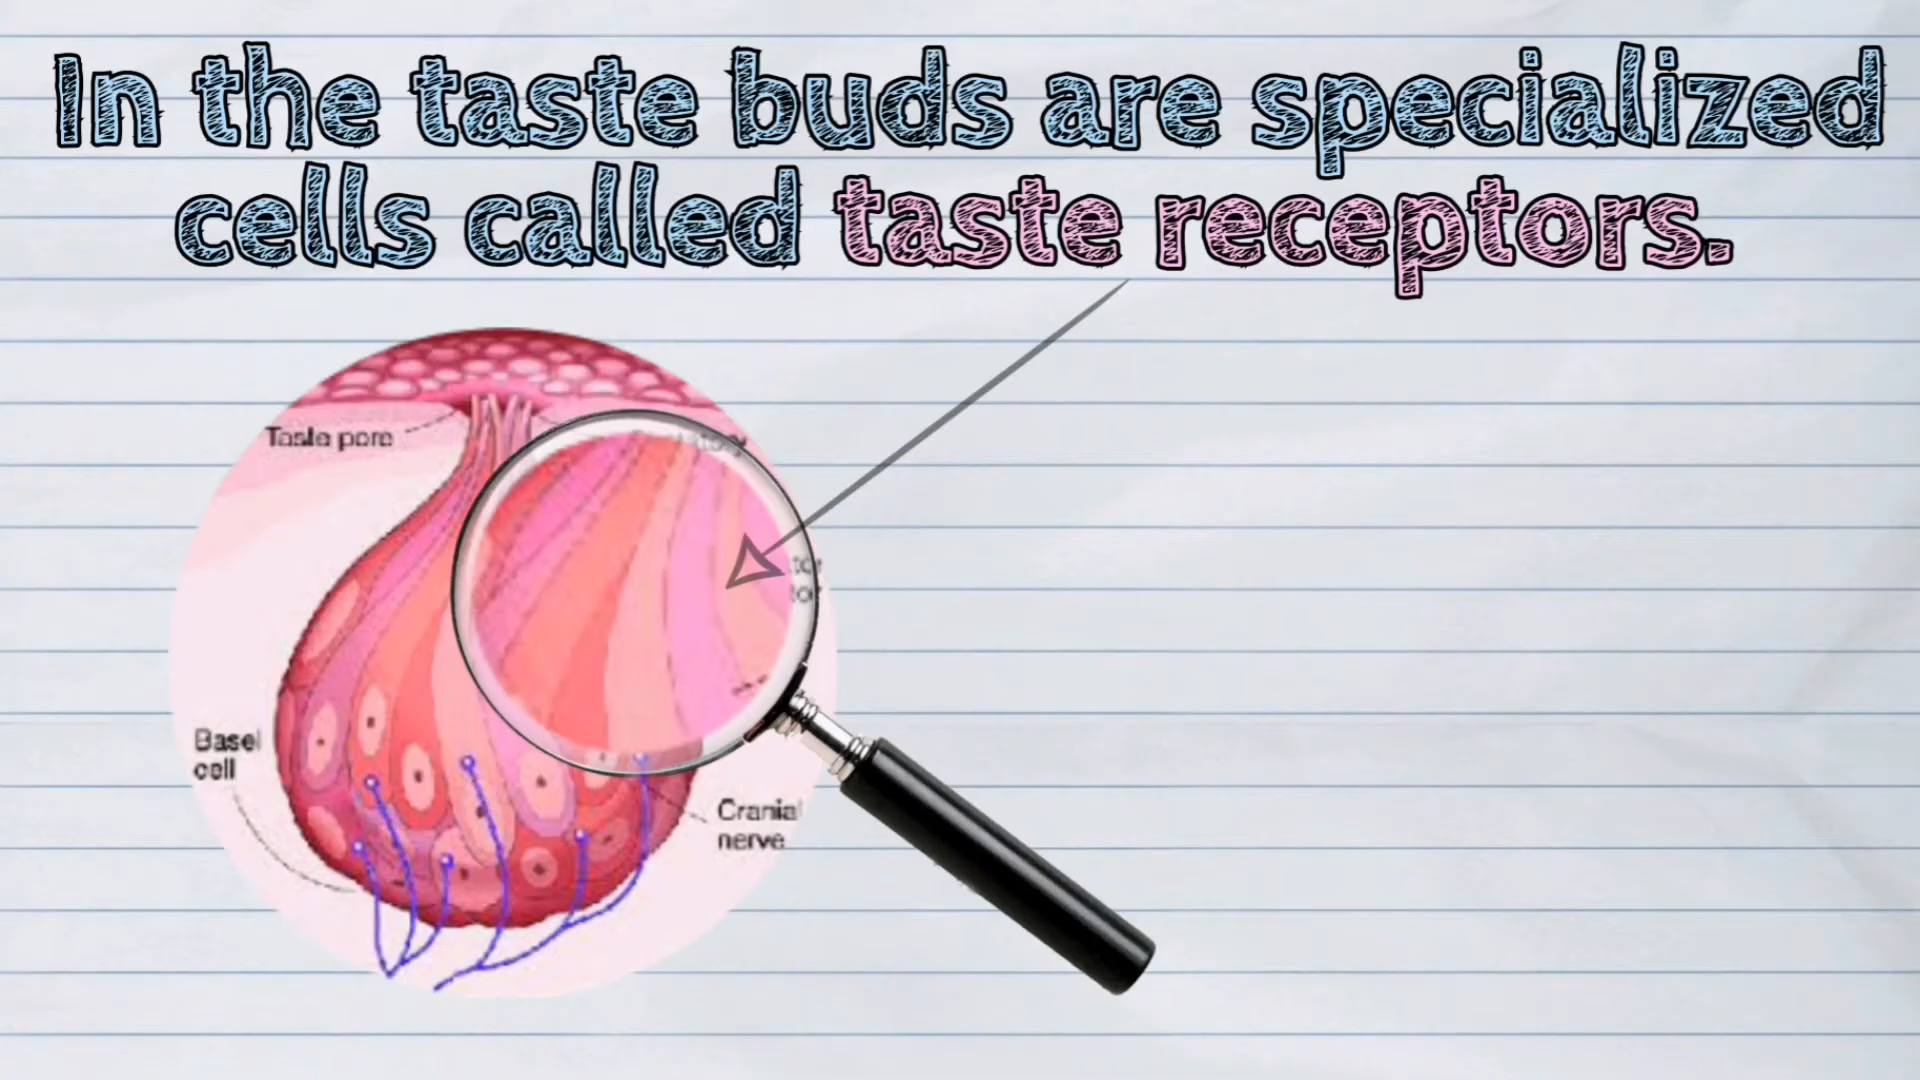 In the taste buds are specialized
cells called taste receptors.
Taste pore
Basel
cell
Cranial
nerve